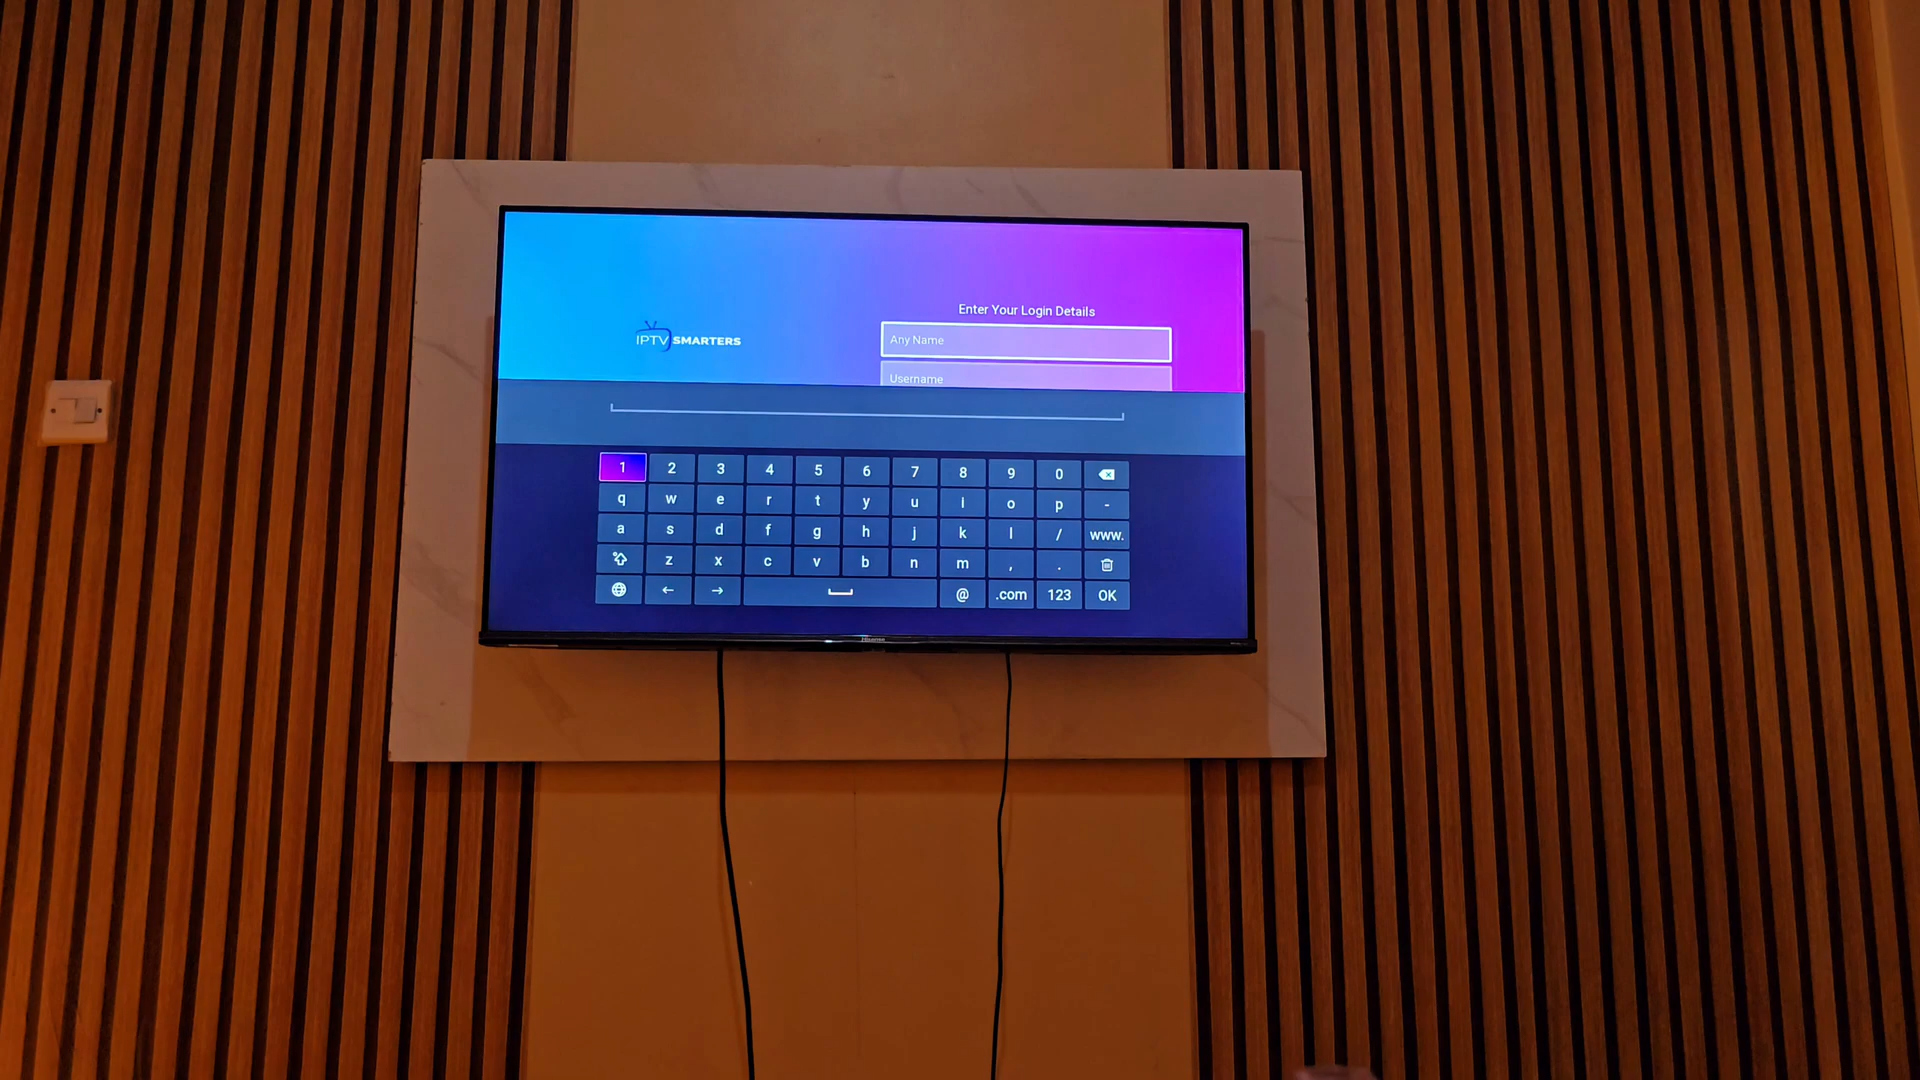 Enter Your Login Details
Any Name
IPTV SMARTERS
Username
1 2 3 4 5 6 7 8 9 0
q w e r t y u i o p -
a s d f g h j k l / www.
z x c v b n m , .
@ .com 123 OK
Hisense